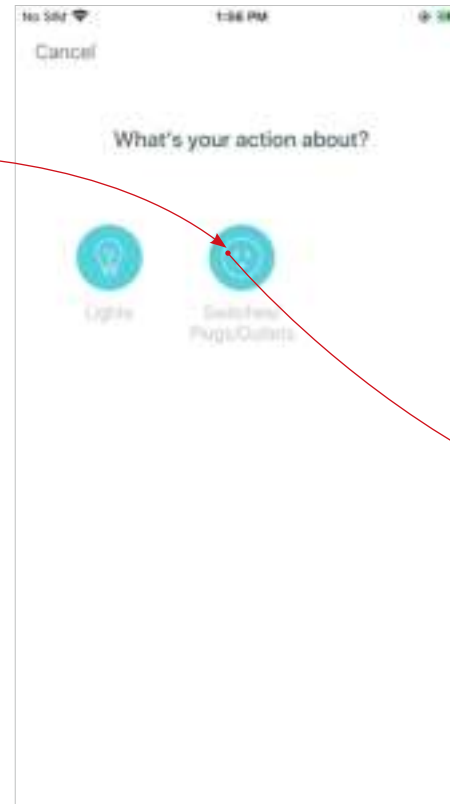 No SIM 1:56 PM
Cancel
What's your action about?
Lights
Switches/
Plugs/Outlets